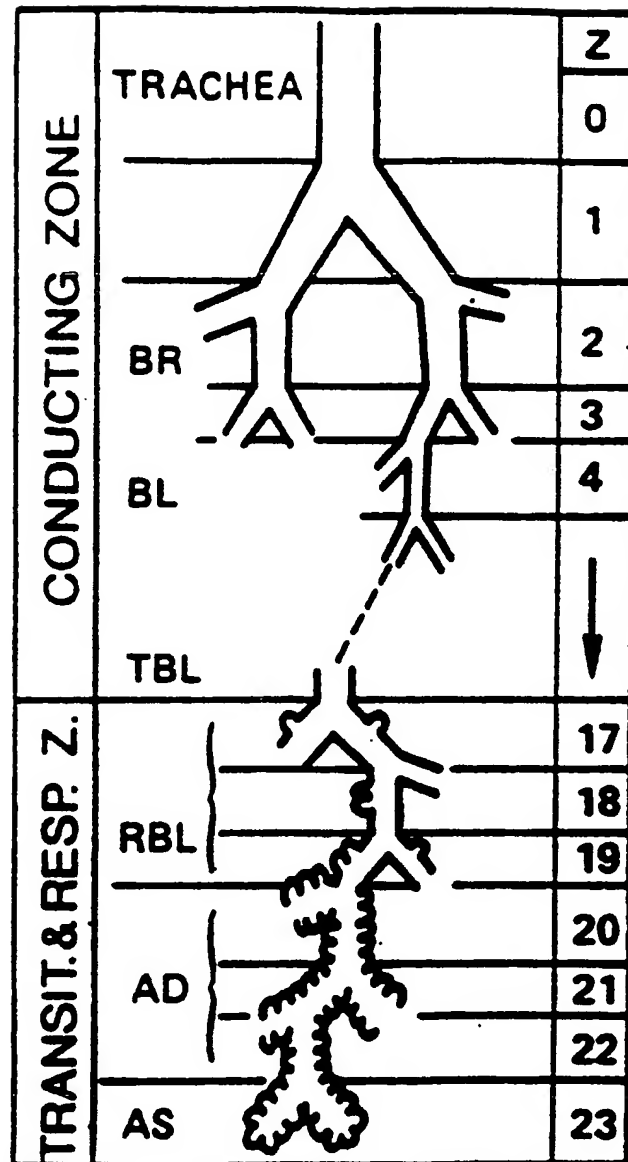 CONDUCTING ZONE
TRANSIT. & RESP. Z.
Z
TRACHEA
0
1
BR
2
3
BL
4
TBL
17
RBL
18
19
20
AD
21
22
AS
23